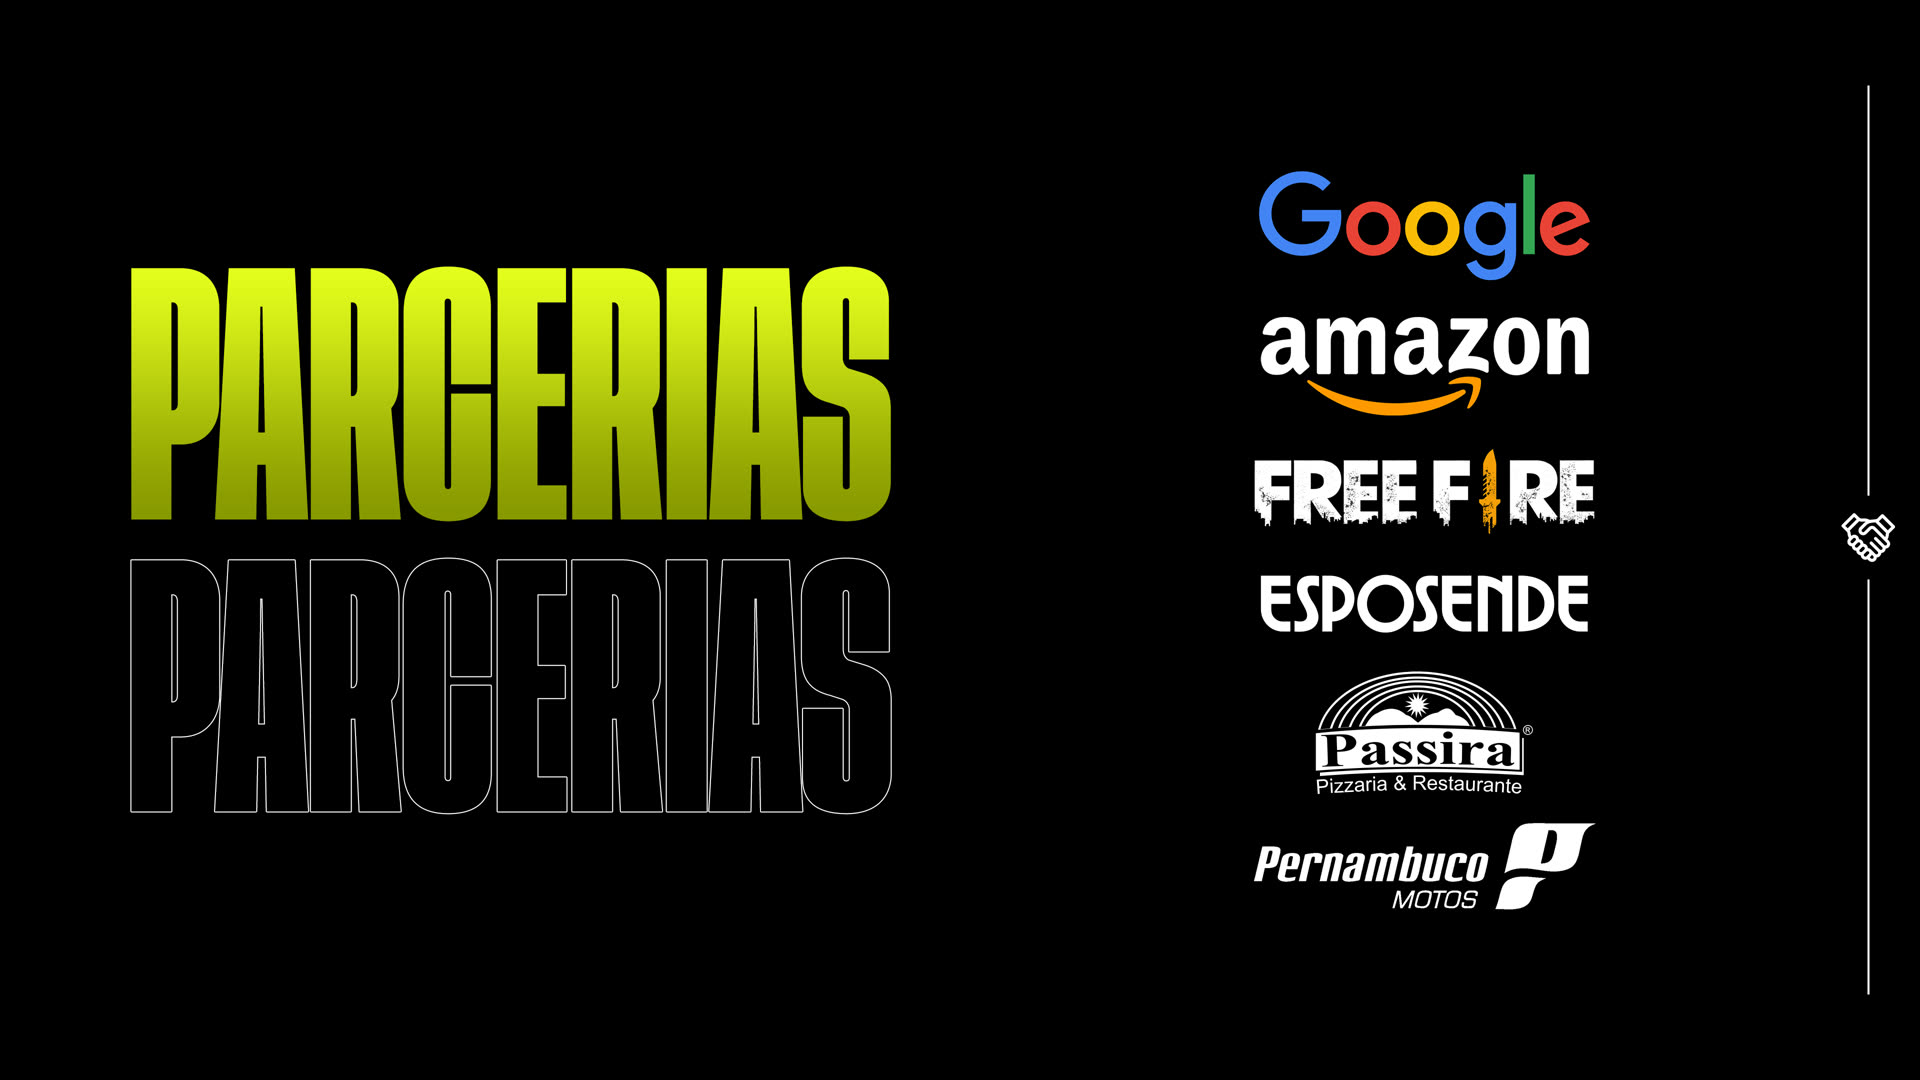 PARCERIAS
PARCERIAS
Google
amazon
FREE FIRE
ESPOSENDE
Passira®
Pizzaria & Restaurante
Pernambuco P
MOTOS